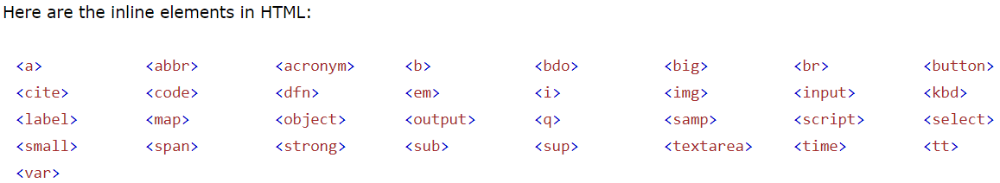 Here are the inline elements in HTML:
<a> <abbr> <acronym> <b> <bdo> <big> <br> <button>
<cite> <code> <dfn> <em> <i> <img> <input> <kbd>
<label> <map> <object> <output> <q> <samp> <script> <select>
<small> <span> <strong> <sub> <sup> <textarea> <time> <tt>
<var>